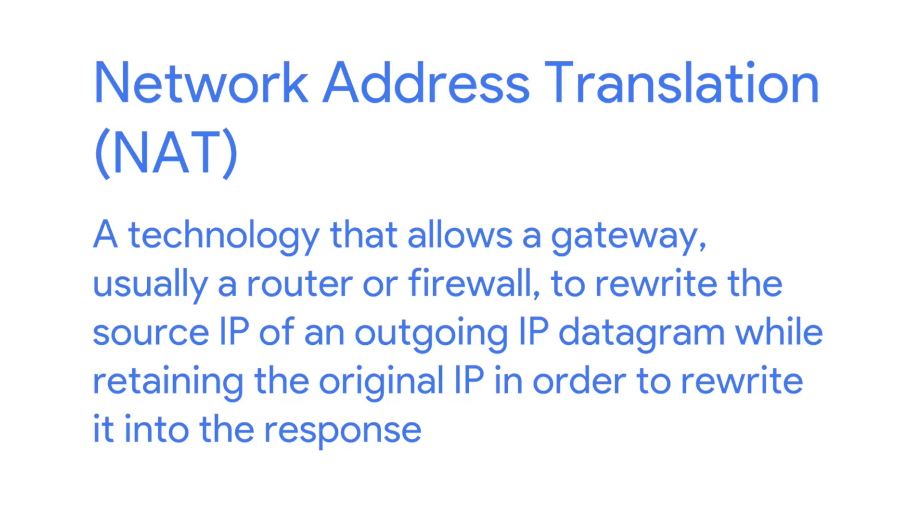 Network Address Translation
(NAT)
A technology that allows a gateway,
usually a router or firewall, to rewrite the
source IP of an outgoing IP datagram while
retaining the original IP in order to rewrite
it into the response